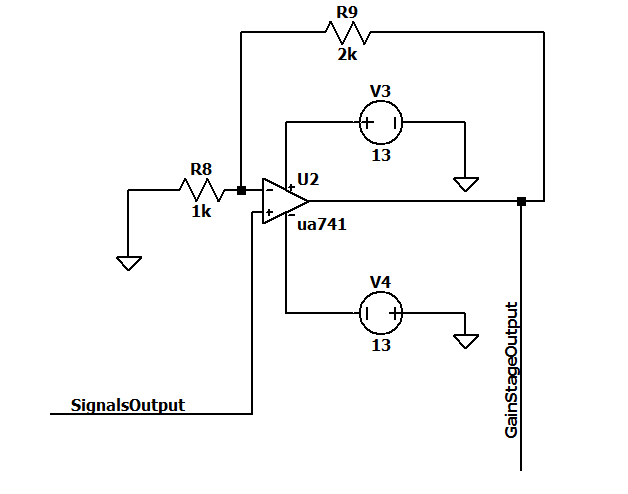 R9
2k
V3
13
R8
1k
U2
ua741
V4
13
SignalsOutput
GainStageOutput